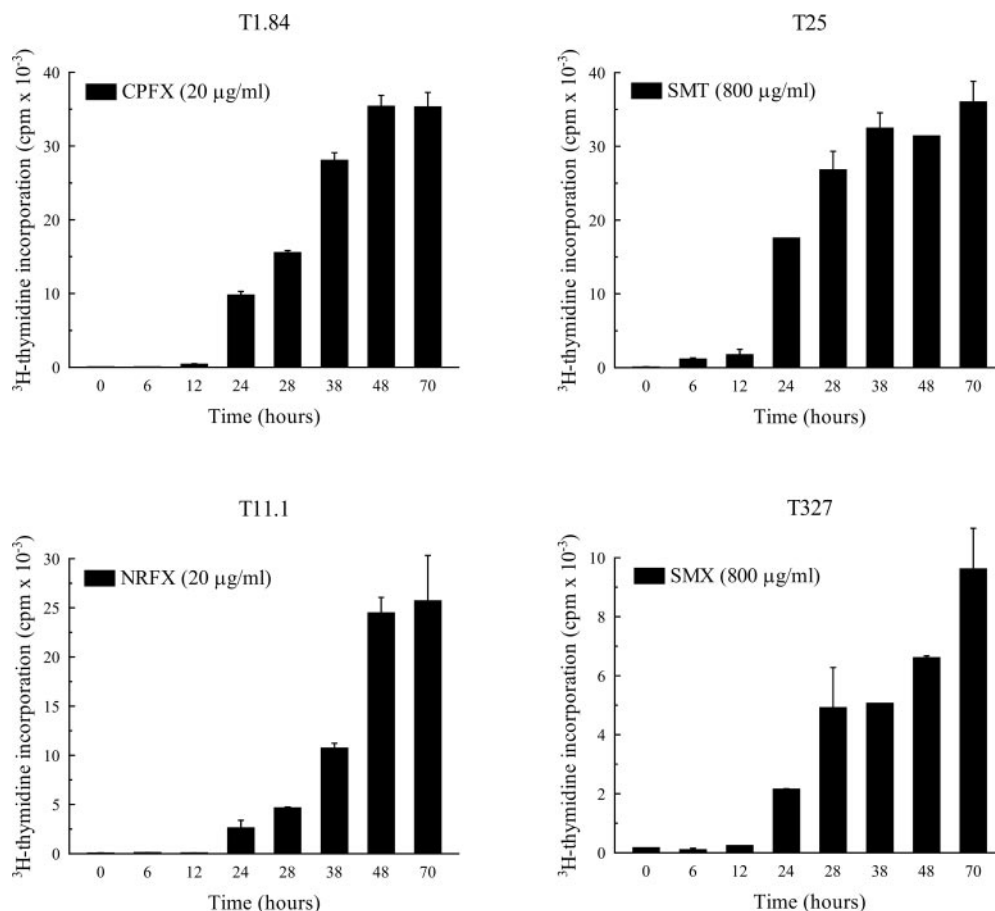 T1.84
³H-thymidine incorporation (cpm x 10⁻³)
40
30
20
10
0
CPFX (20 µg/ml)
0 6 12 24 28 38 48 70
Time (hours)
T25
³H-thymidine incorporation (cpm x 10⁻³)
40
30
20
10
0
SMT (800 µg/ml)
0 6 12 24 28 38 48 70
Time (hours)
T11.1
³H-thymidine incorporation (cpm x 10⁻³)
30
25
20
15
10
5
0
NRFX (20 µg/ml)
0 6 12 24 28 38 48 70
Time (hours)
T327
³H-thymidine incorporation (cpm x 10⁻³)
10
8
6
4
2
0
SMX (800 µg/ml)
0 6 12 24 28 38 48 70
Time (hours)